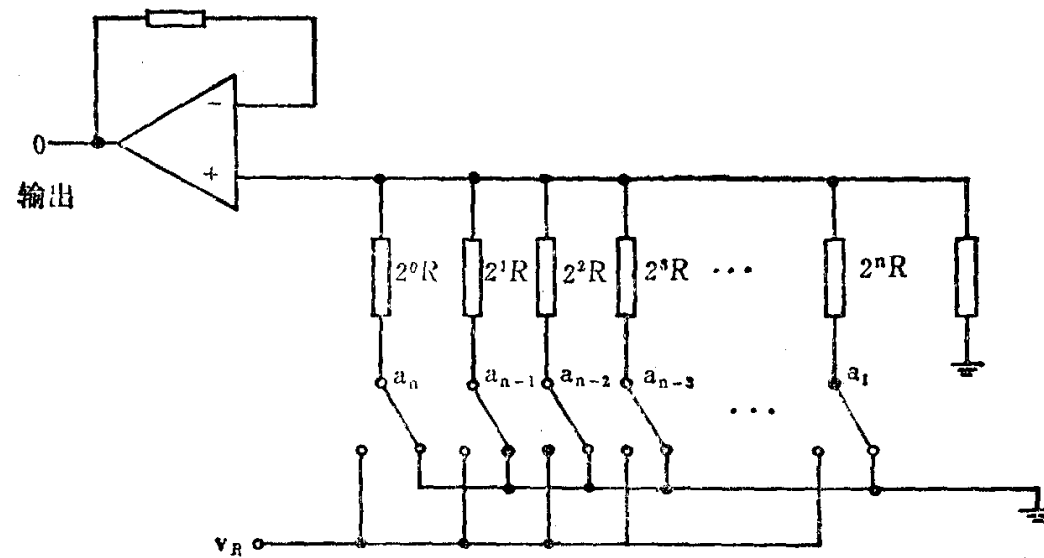 −
+
0
输出
2⁰R 2¹R 2²R 2³R ··· 2ⁿR
aₙ aₙ₋₁ aₙ₋₂ aₙ₋₃ ··· a₁
v_R